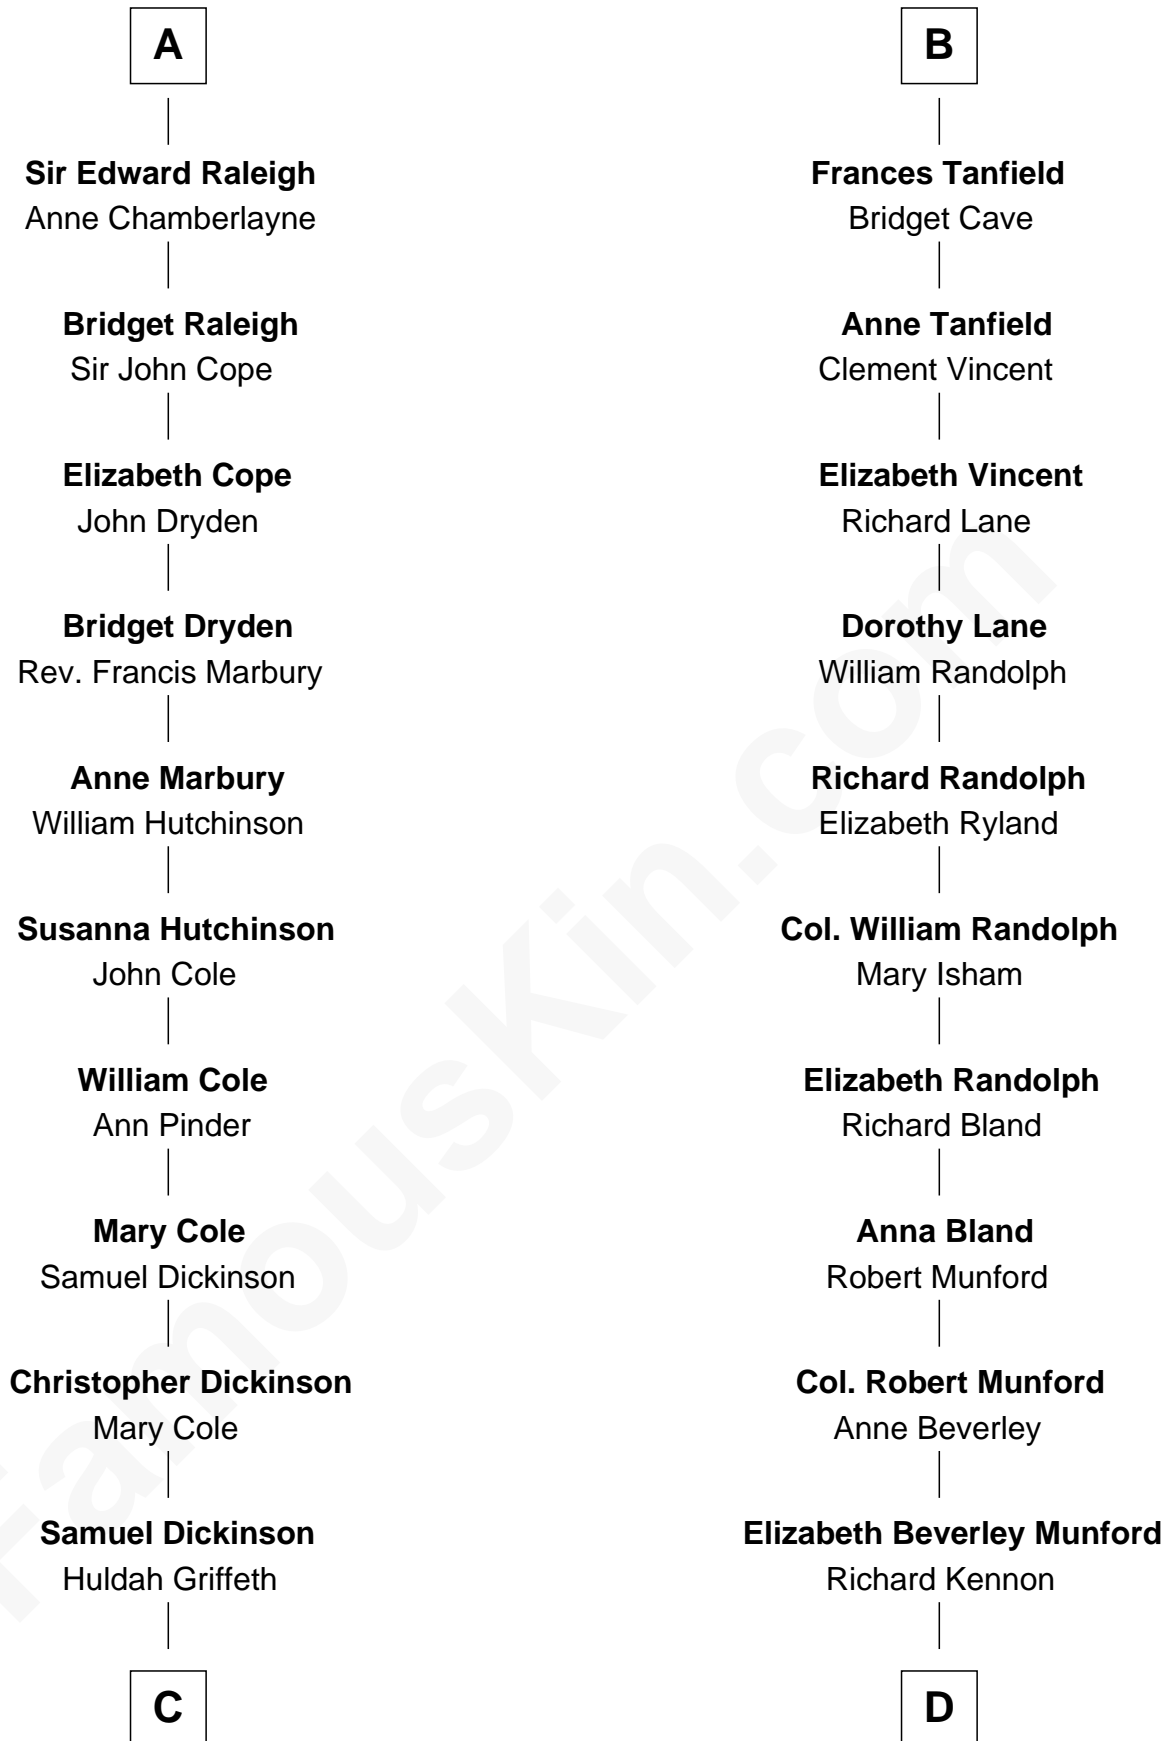 A
Sir Edward Raleigh
Anne Chamberlayne
Bridget Raleigh
Sir John Cope
Elizabeth Cope
John Dryden
Bridget Dryden
Rev. Francis Marbury
Anne Marbury
William Hutchinson
Susanna Hutchinson
John Cole
William Cole
Ann Pinder
Mary Cole
Samuel Dickinson
Christopher Dickinson
Mary Cole
Samuel Dickinson
Huldah Griffeth
C
B
Frances Tanfield
Bridget Cave
Anne Tanfield
Clement Vincent
Elizabeth Vincent
Richard Lane
Dorothy Lane
William Randolph
Richard Randolph
Elizabeth Ryland
Col. William Randolph
Mary Isham
Elizabeth Randolph
Richard Bland
Anna Bland
Robert Munford
Col. Robert Munford
Anne Beverley
Elizabeth Beverley Munford
Richard Kennon
D
FamousKin.com